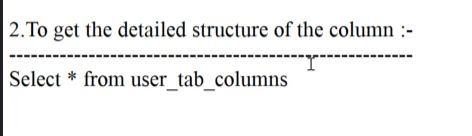 2.To get the detailed structure of the column :-
--------------------------------------------------------------
Select * from user_tab_columns